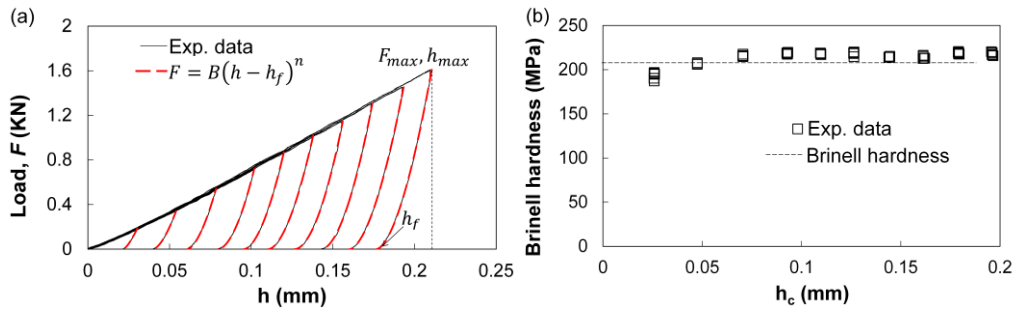 (a)
2
1.6
1.2
0.8
0.4
0
Load, F (KN)
Exp. data
F = B(h − h_f)^n
F_max, h_max
h_f
0 0.05 0.1 0.15 0.2 0.25
h (mm)
(b)
250
200
150
100
50
0
Brinell hardness (MPa)
Exp. data
Brinell hardness
0 0.05 0.1 0.15 0.2
h_c (mm)